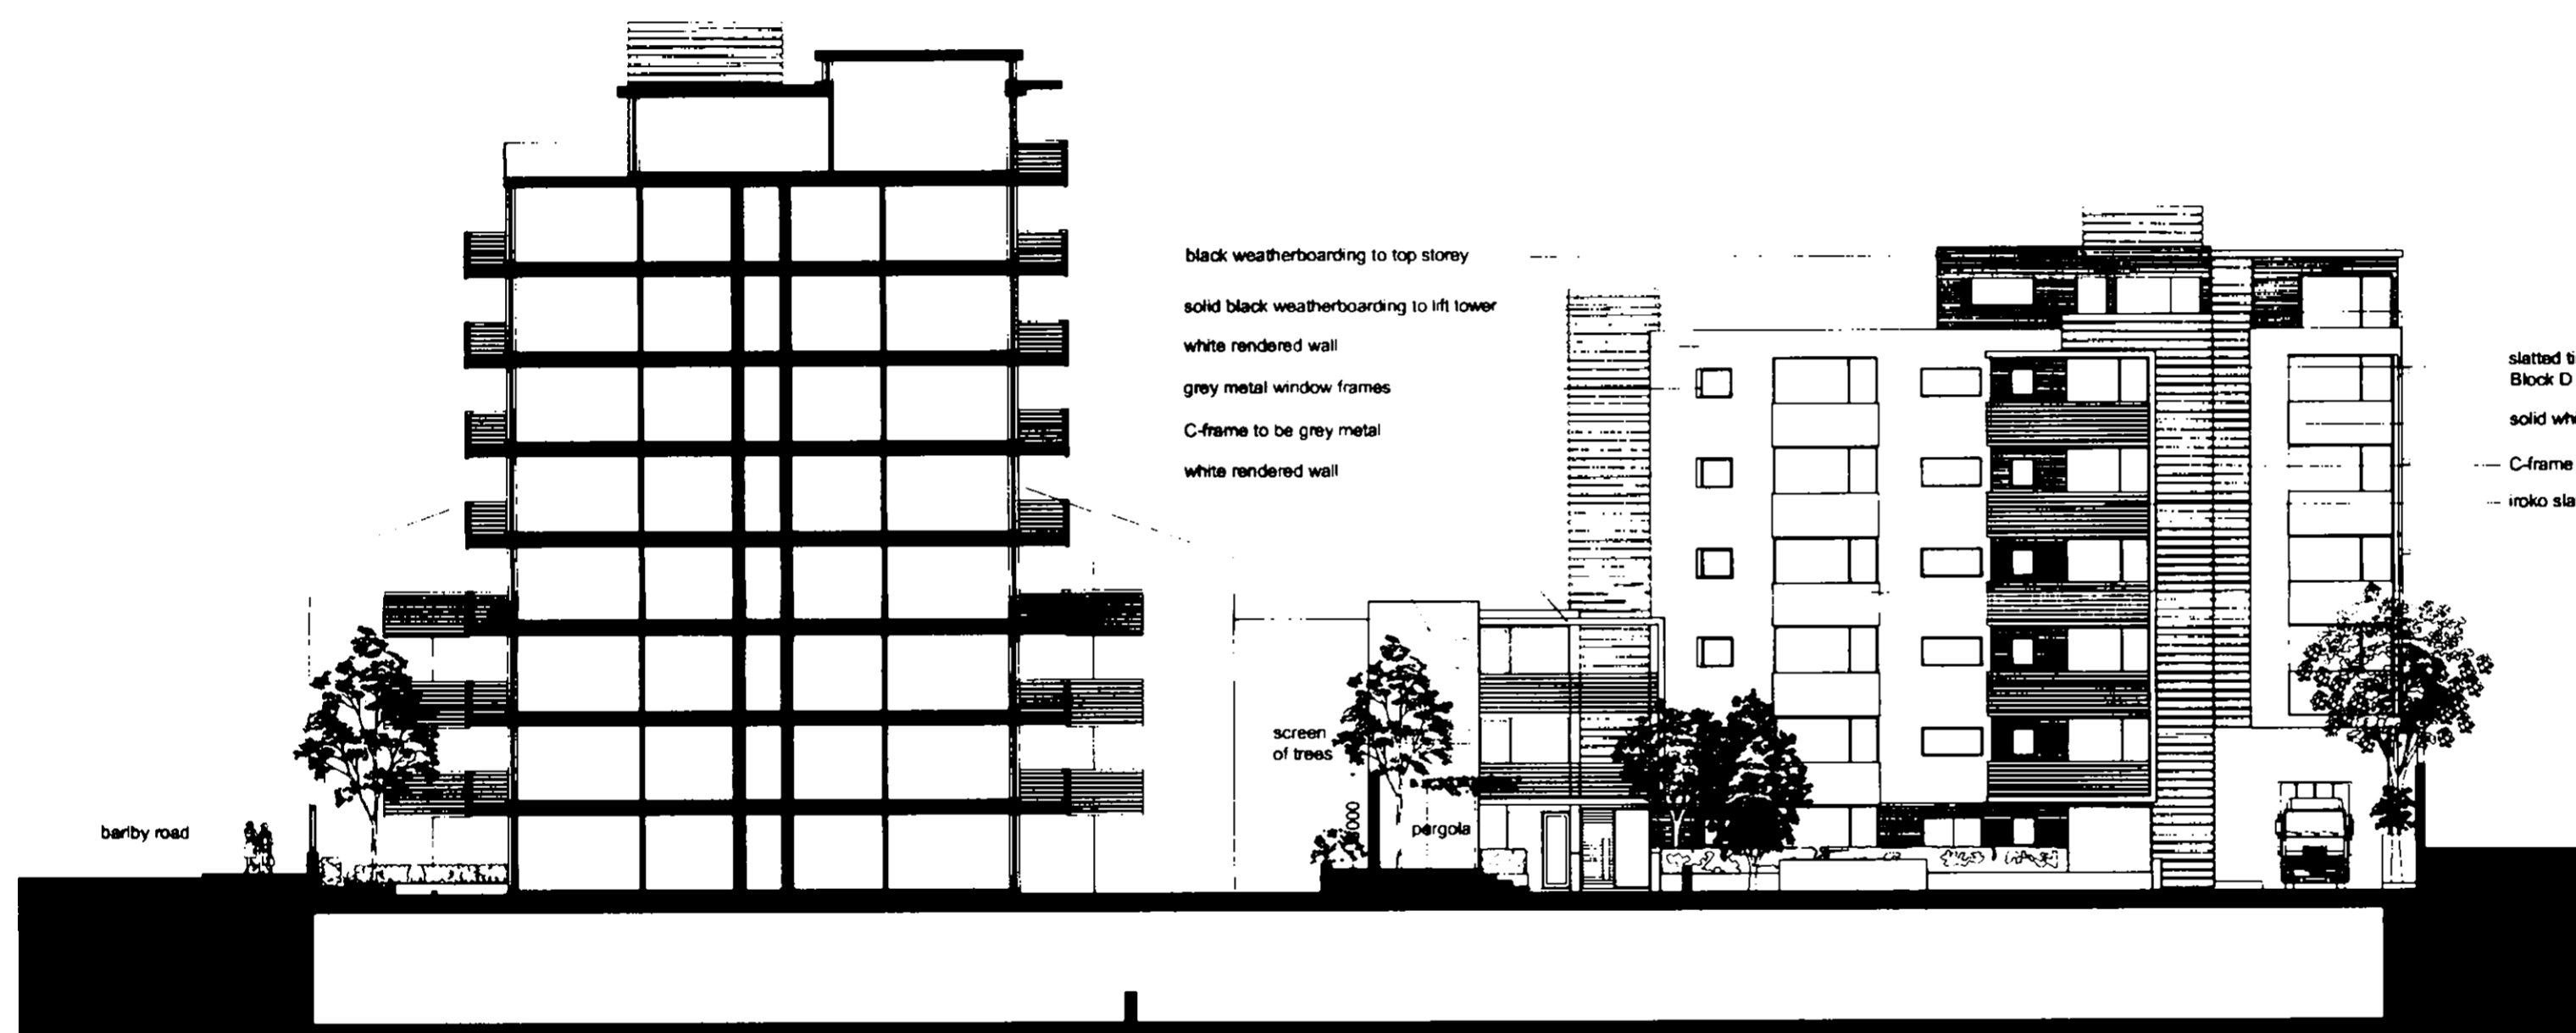 black weatherboarding to top storey
solid black weatherboarding to lift tower
white rendered wall
grey metal window frames
C-frame to be grey metal
white rendered wall
slatted
Block D
solid
C-frame
iroko
screen
of trees
000
pergola
barlby road